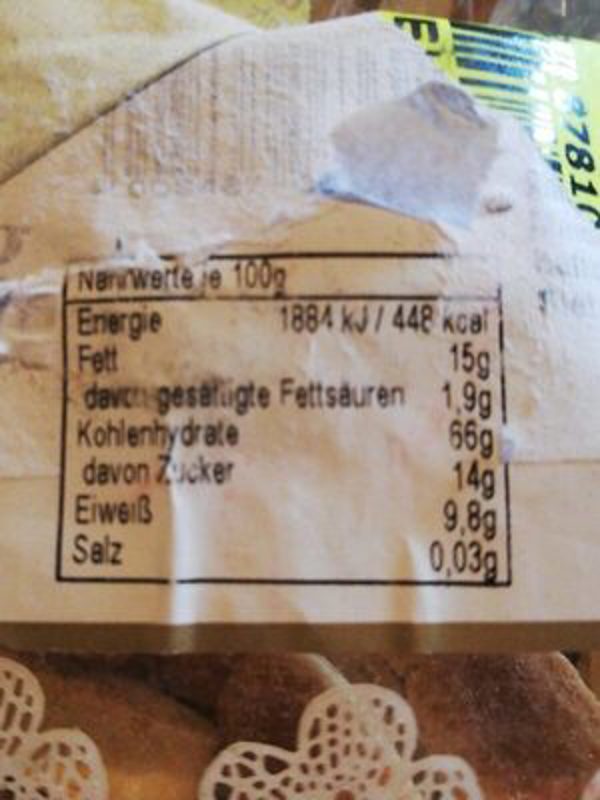 8781
Nährwerte je 100g
Energie 1884 kJ / 448 kcal
Fett 15g
davon gesättigte Fettsäuren 1,9g
Kohlenhydrate 66g
davon Zucker 14g
Eiweiß 9,8g
Salz 0,03g